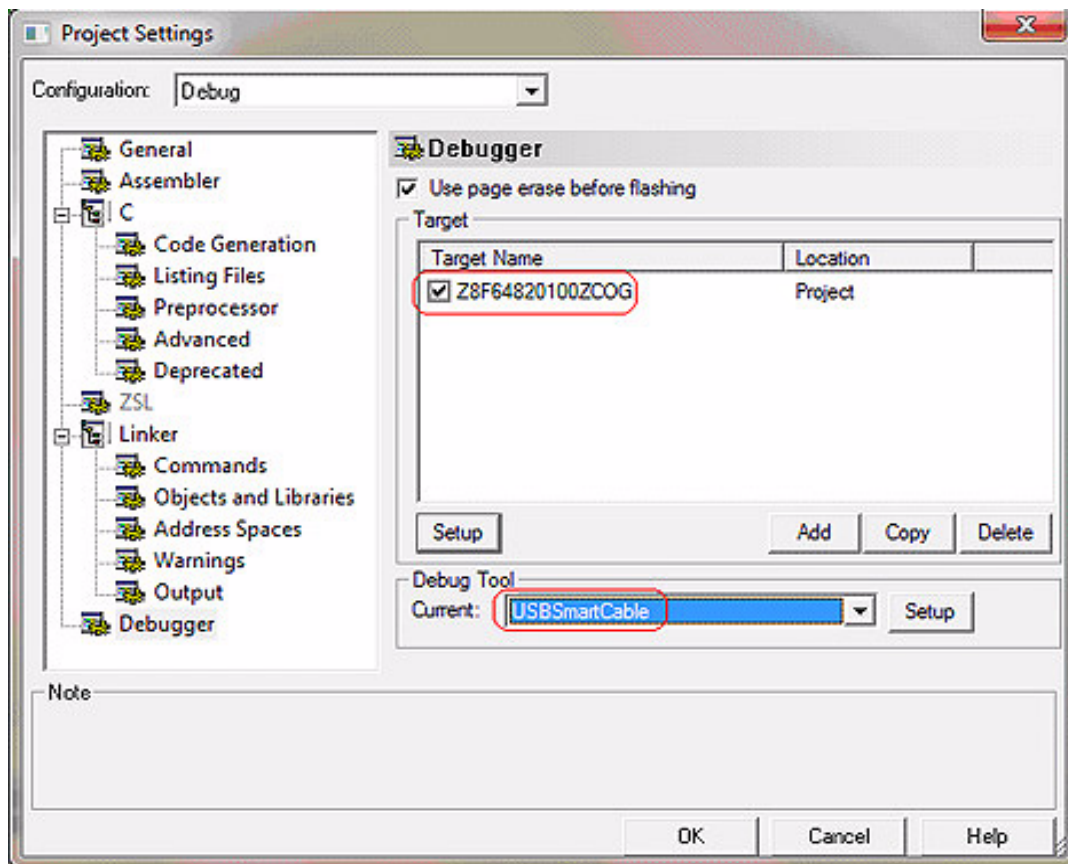 Project Settings
Configuration: Debug
General
Assembler
C
Code Generation
Listing Files
Preprocessor
Advanced
Deprecated
ZSL
Linker
Commands
Objects and Libraries
Address Spaces
Warnings
Output
Debugger
Debugger
Use page erase before flashing
Target
Target Name Location
Z8F64820100ZCOG Project
Setup Add Copy Delete
Debug Tool
Current: USBSmartCable Setup
Note
OK Cancel Help